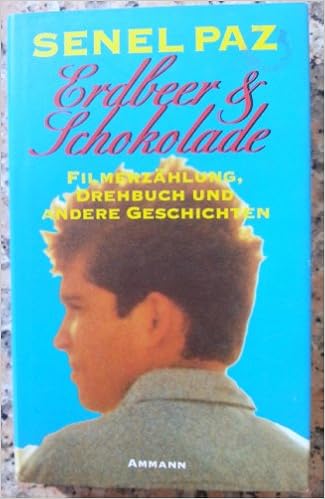 SENEL PAZ
Erdbeer &
Schokolade
FILMERZÄHLUNG,
DREHBUCH UND
ANDERE GESCHICHTEN
AMMANN